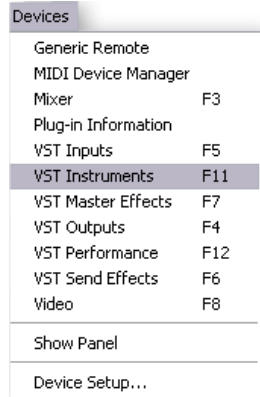 Devices
Generic Remote
MIDI Device Manager
Mixer F3
Plug-in Information
VST Inputs F5
VST Instruments F11
VST Master Effects F7
VST Outputs F4
VST Performance F12
VST Send Effects F6
Video F8
Show Panel
Device Setup...